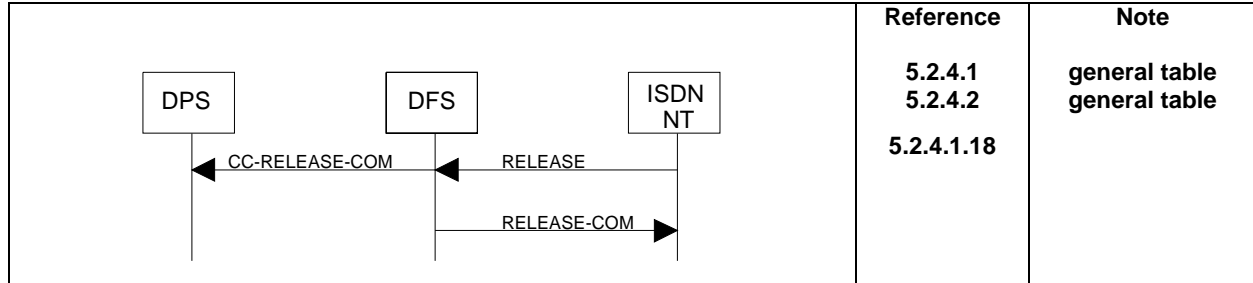 Reference Note
5.2.4.1 general table
5.2.4.2 general table
5.2.4.1.18
DPS DFS ISDN
NT
CC-RELEASE-COM RELEASE
RELEASE-COM